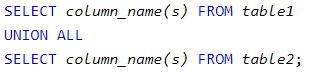 SELECT column_name(s) FROM table1
UNION ALL
SELECT column_name(s) FROM table2;